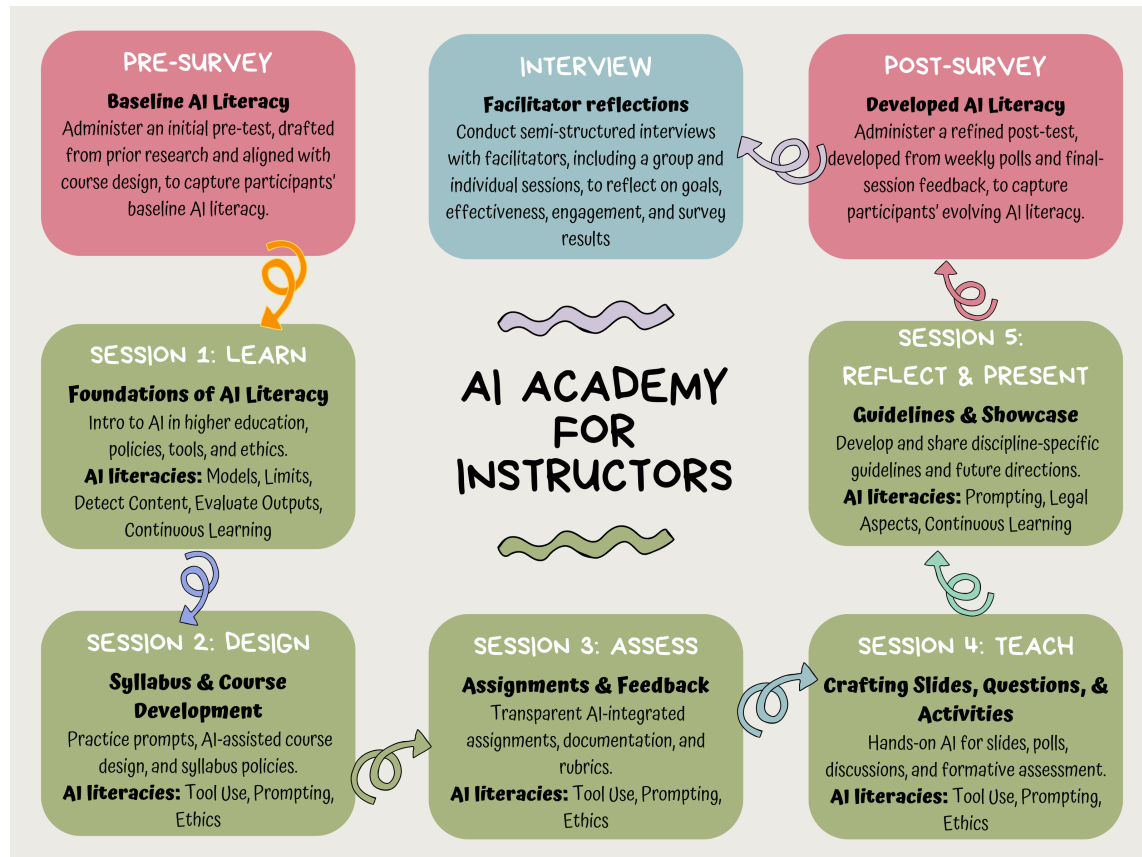 PRE-SURVEY
Baseline AI Literacy
Administer an initial pre-test, drafted
from prior research and aligned with
course design, to capture participants'
baseline AI literacy.
SESSION 1: LEARN
Foundations of AI Literacy
Intro to AI in higher education,
policies, tools, and ethics.
AI literacies: Models, Limits,
Detect Content, Evaluate Outputs,
Continuous Learning
SESSION 2: DESIGN
Syllabus & Course
Development
Practice prompts, AI-assisted course
design, and syllabus policies.
AI literacies: Tool Use, Prompting,
Ethics
SESSION 3: ASSESS
Assignments & Feedback
Transparent AI-integrated
assignments, documentation, and
rubrics.
AI literacies: Tool Use, Prompting,
Ethics
SESSION 4: TEACH
Crafting Slides, Questions, &
Activities
Hands-on AI for slides, polls,
discussions, and formative assessment.
AI literacies: Tool Use, Prompting,
Ethics
SESSION 5:
REFLECT & PRESENT
Guidelines & Showcase
Develop and share discipline-specific
guidelines and future directions.
AI literacies: Prompting, Legal
Aspects, Continuous Learning
POST-SURVEY
Developed AI Literacy
Administer a refined post-test,
developed from weekly polls and final-
session feedback, to capture
participants' evolving AI literacy.
INTERVIEW
Facilitator reflections
Conduct semi-structured interviews
with facilitators, including a group and
individual sessions, to reflect on goals,
effectiveness, engagement, and survey
results
AI ACADEMY
FOR
INSTRUCTORS